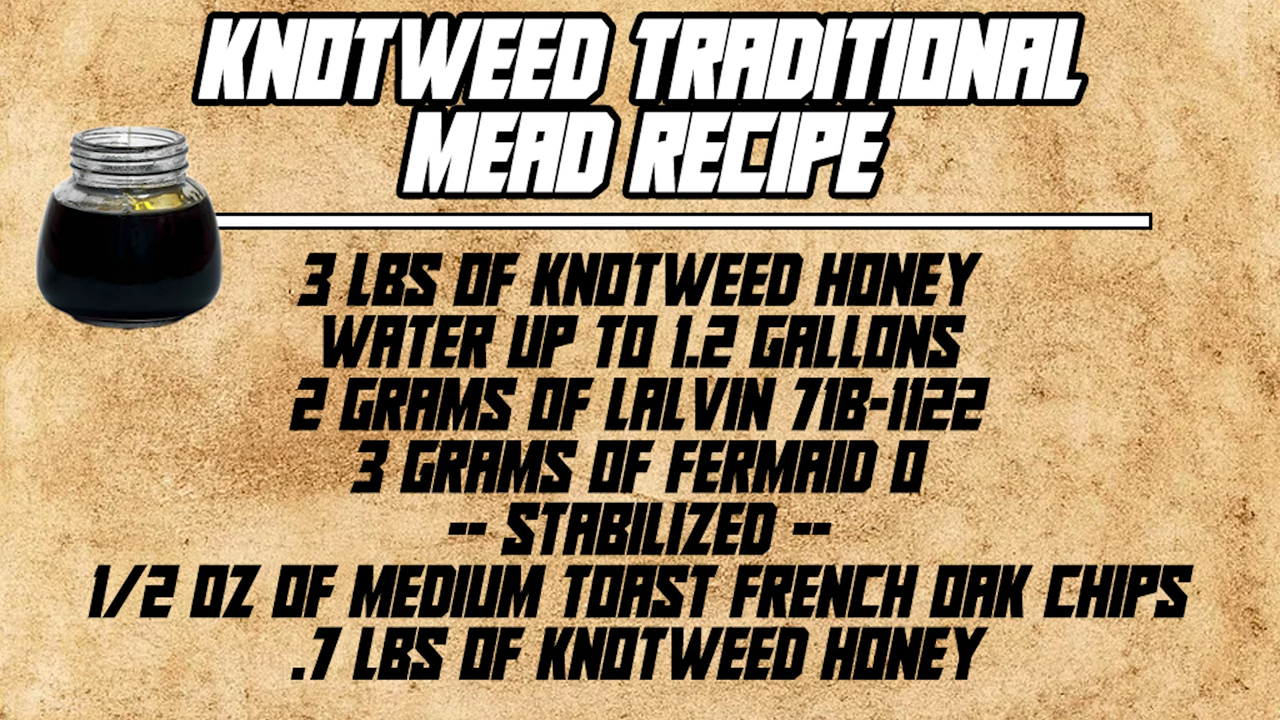 KNOTWEED TRADITIONAL
MEAD RECIPE
3 LBS OF KNOTWEED HONEY
WATER UP TO 1.2 GALLONS
2 GRAMS OF LALVIN 71B-1122
3 GRAMS OF FERMAID O
-- STABILIZED --
1/2 OZ OF MEDIUM TOAST FRENCH OAK CHIPS
.7 LBS OF KNOTWEED HONEY